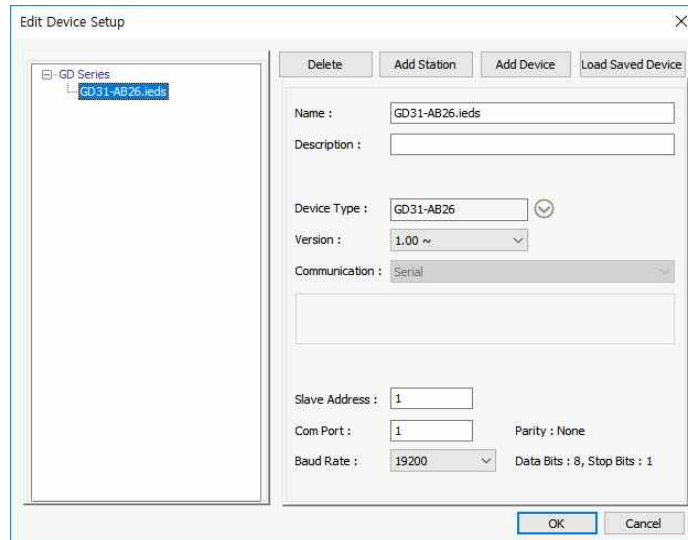 Edit Device Setup
GD Series
GD31-AB26.ieds
Delete
Add Station
Add Device
Load Saved Device
Name :
GD31-AB26.ieds
Description :
Device Type :
GD31-AB26
Version :
1.00 ~
Communication :
Serial
Slave Address :
1
Com Port :
1
Parity : None
Baud Rate :
19200
Data Bits : 8, Stop Bits : 1
OK
Cancel